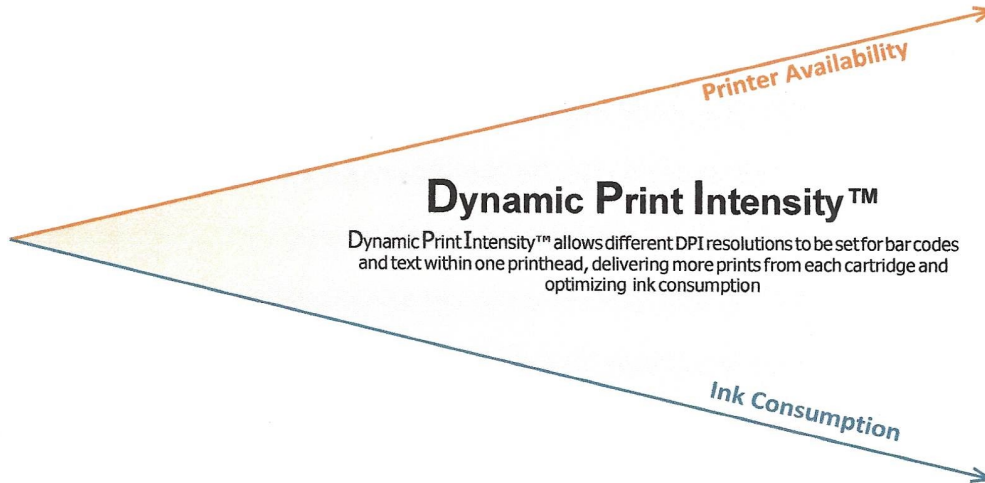 Printer Availability
Dynamic Print Intensity™
Dynamic Print Intensity™ allows different DPI resolutions to be set for bar codes
and text within one printhead, delivering more prints from each cartridge and
optimizing ink consumption
Ink Consumption